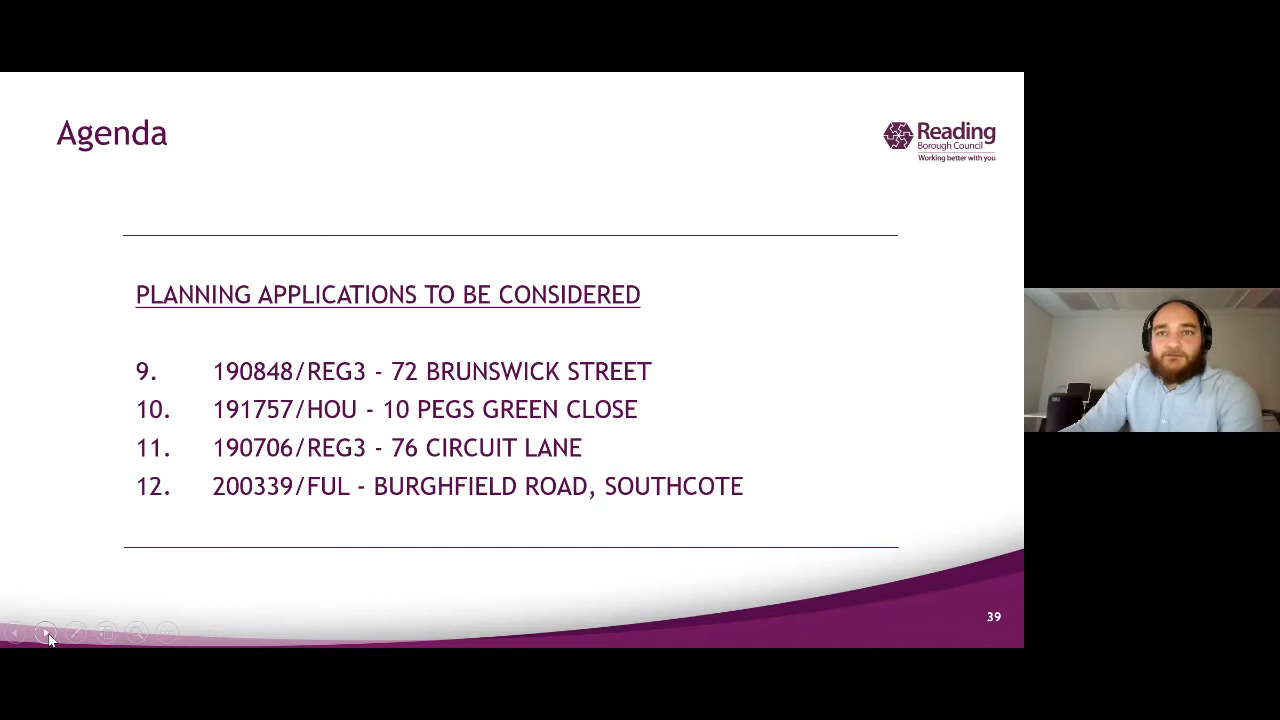 Agenda
Reading
Borough Council
Working better with you
PLANNING APPLICATIONS TO BE CONSIDERED
9. 190848/REG3 - 72 BRUNSWICK STREET
10. 191757/HOU - 10 PEGS GREEN CLOSE
11. 190706/REG3 - 76 CIRCUIT LANE
12. 200339/FUL - BURGHFIELD ROAD, SOUTHCOTE
39